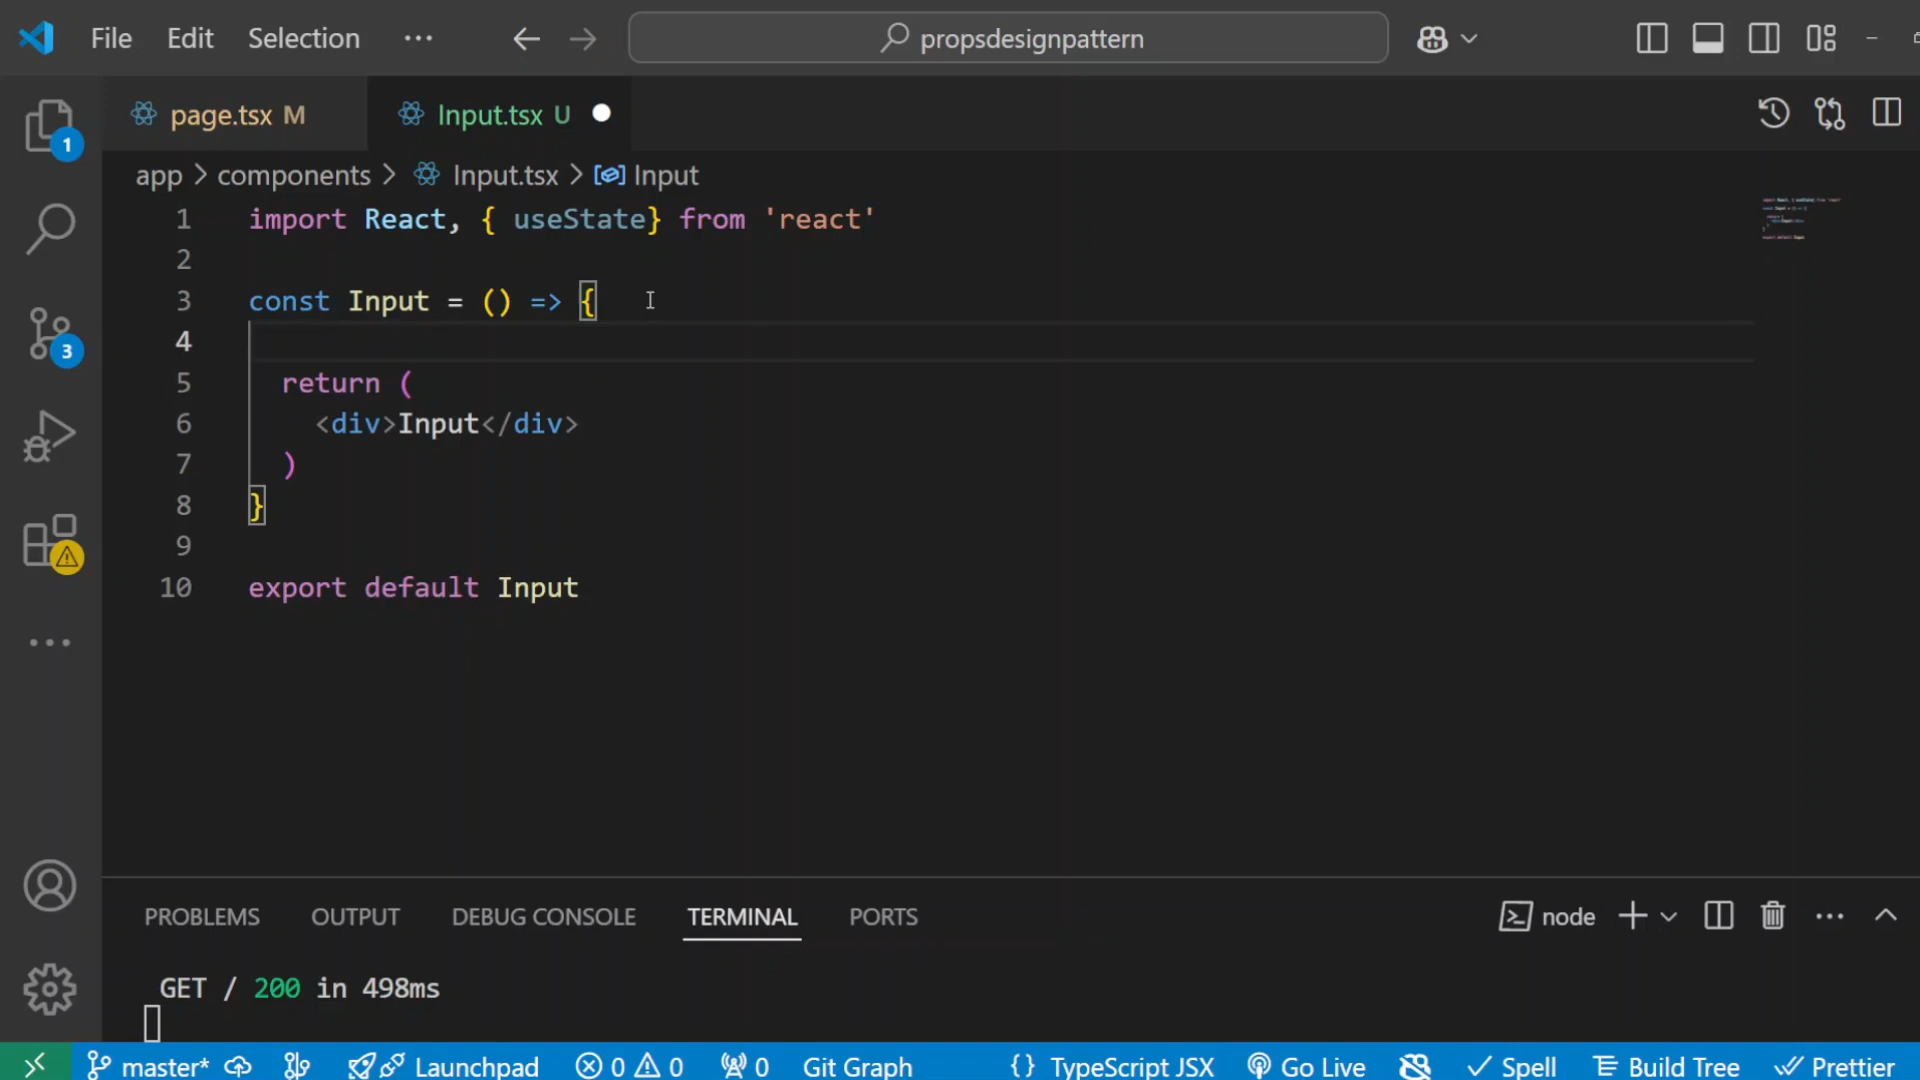 File Edit Selection ··· propsdesignpattern
page.tsx M Input.tsx U
app > components > Input.tsx > Input
1 import React, { useState} from 'react'
2
3 const Input = () => {
4
5 return (
6 <div>Input</div>
7 )
8 }
9
10 export default Input
1
3
PROBLEMS OUTPUT DEBUG CONSOLE TERMINAL PORTS node
GET / 200 in 498ms
master* Launchpad 0 0 0 Git Graph {} TypeScript JSX Go Live Spell Build Tree Prettier